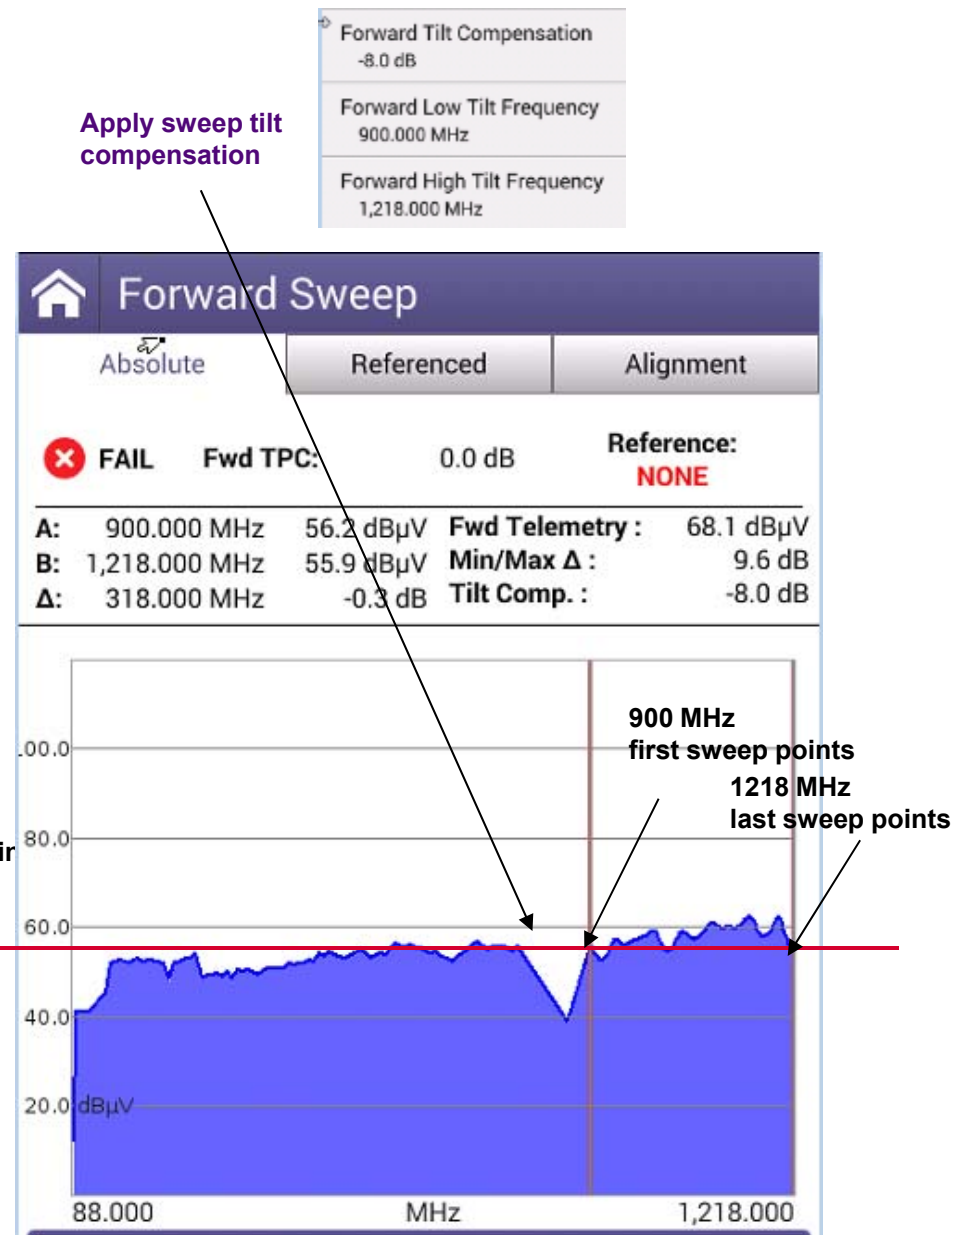 Forward Tilt Compensation
-8.0 dB
Forward Low Tilt Frequency
900.000 MHz
Forward High Tilt Frequency
1,218.000 MHz
Apply sweep tilt
compensation
Forward Sweep
Absolute Referenced Alignment
FAIL Fwd TPC: 0.0 dB Reference:
NONE
A: 900.000 MHz 56.2 dBµV Fwd Telemetry : 68.1 dBµV
B: 1,218.000 MHz 55.9 dBµV Min/Max Δ : 9.6 dB
Δ: 318.000 MHz -0.3 dB Tilt Comp. : -8.0 dB
900 MHz
first sweep points
1218 MHz
last sweep points
00.0
80.0
60.0
40.0
20.0 dBµV
88.000 MHz 1,218.000